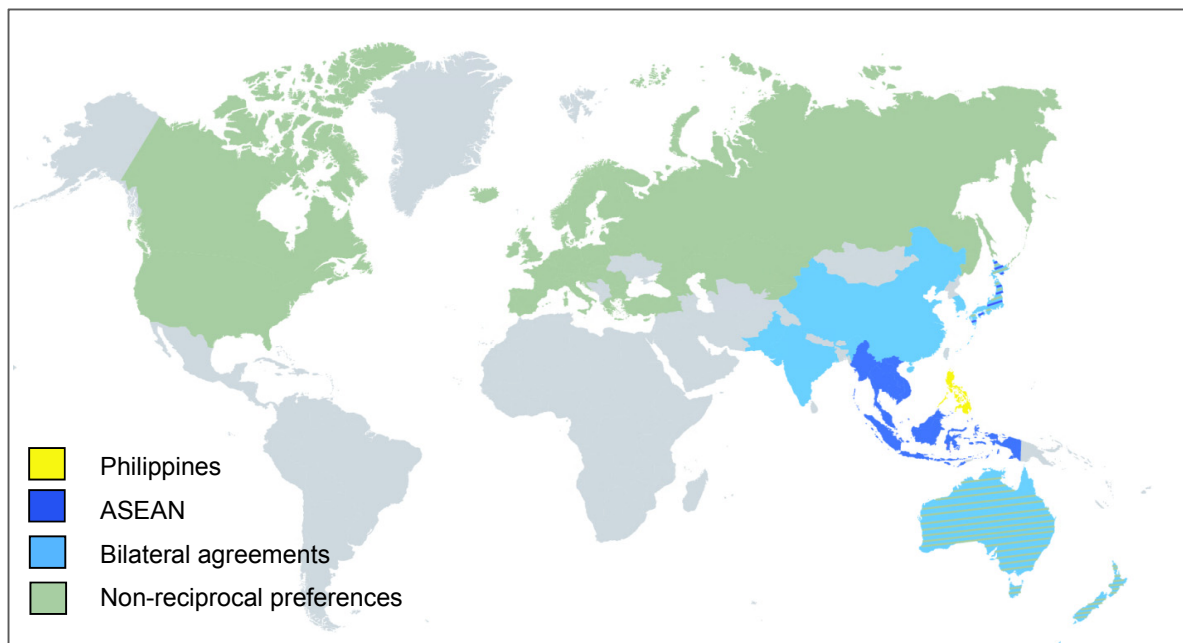 Philippines
ASEAN
Bilateral agreements
Non-reciprocal preferences